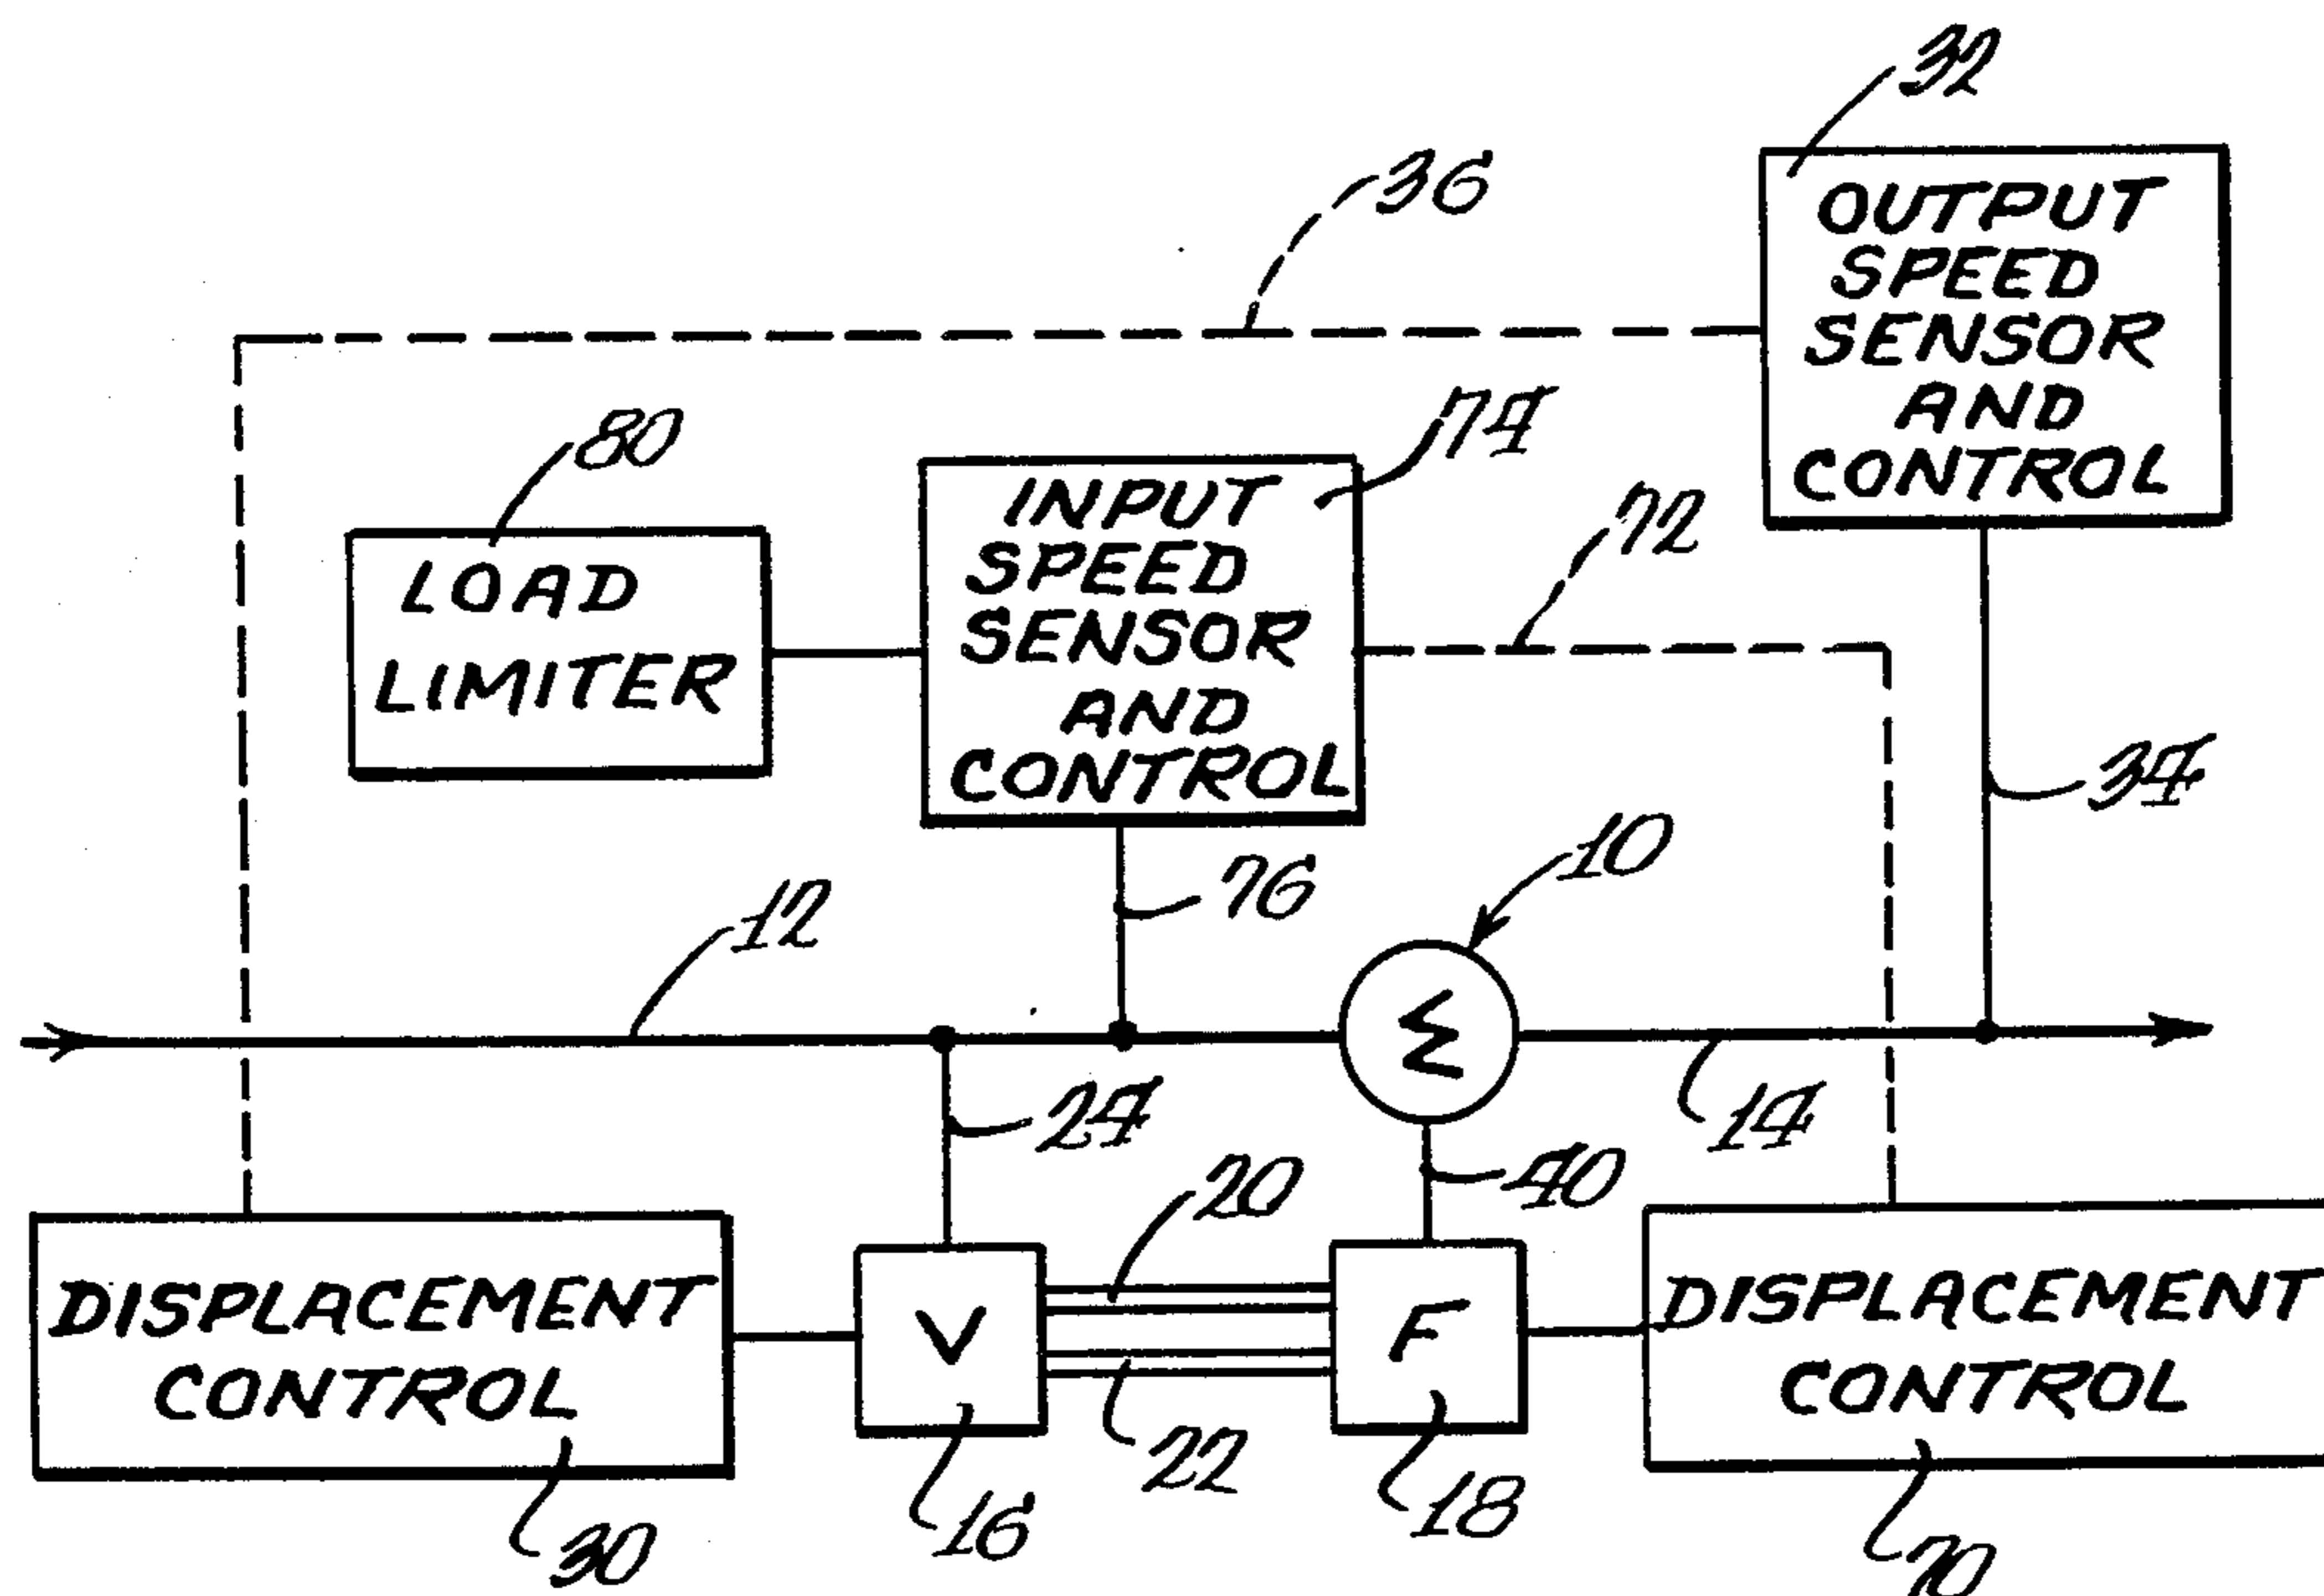 32
OUTPUT
SPEED
SENSOR
AND
CONTROL
36
80
LOAD
LIMITER
74
INPUT
SPEED
SENSOR
AND
CONTROL
72
34
12
76
10
Σ
14
24
20
40
DISPLACEMENT
CONTROL
30
V
16
22
F
18
DISPLACEMENT
CONTROL
70